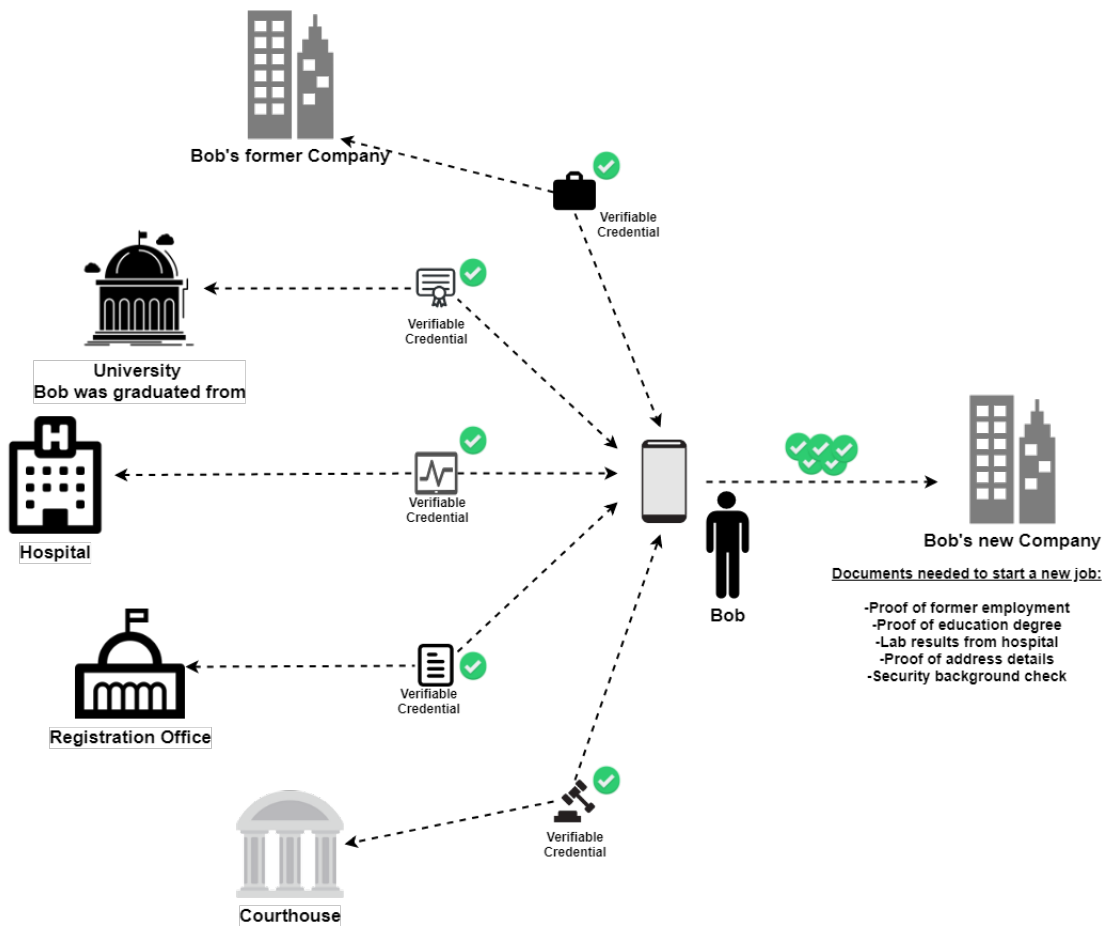 Bob's former Company
Verifiable
Credential
Verifiable
Credential
University
Bob was graduated from
H
Verifiable
Credential
Hospital
Bob
Bob's new Company
Documents needed to start a new job:
-Proof of former employment
-Proof of education degree
-Lab results from hospital
-Proof of address details
-Security background check
Verifiable
Credential
Registration Office
Verifiable
Credential
Courthouse